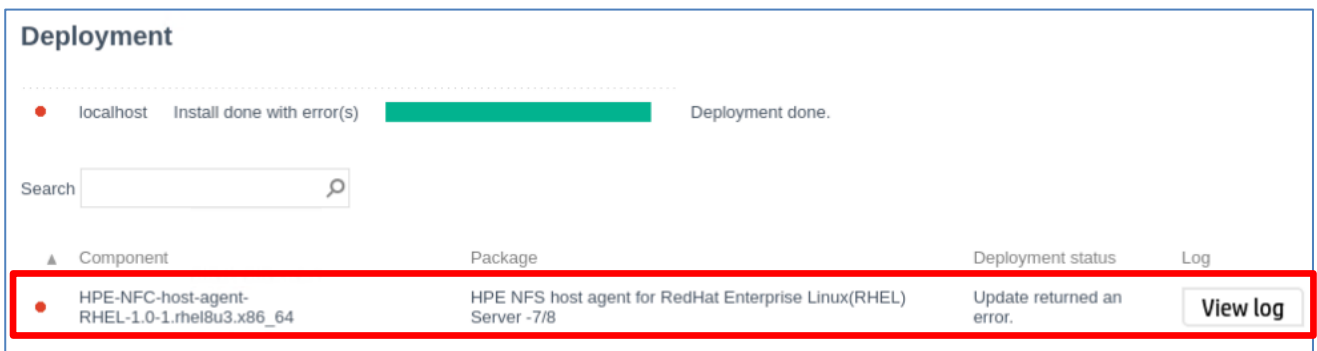 Deployment
localhost Install done with error(s) Deployment done.
Search
▲ Component Package Deployment status Log
HPE-NFC-host-agent- HPE NFS host agent for RedHat Enterprise Linux(RHEL) Update returned an View log
RHEL-1.0-1.rhel8u3.x86_64 Server -7/8 error.